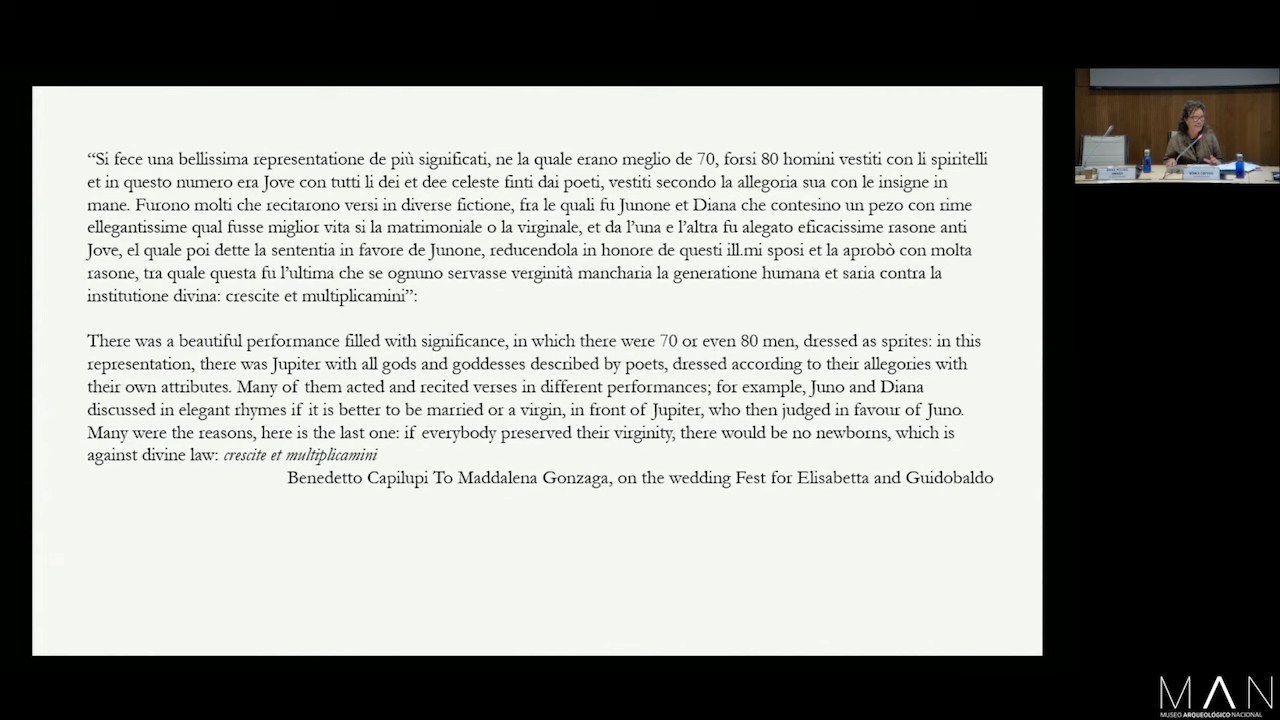 “Si fece una bellissima representatione de più significati, ne la quale erano meglio de 70, forsi 80 homini vestiti con li spiritelli
et in questo numero era Jove con tutti li dei et dee celeste finti dai poeti, vestiti secondo la allegoria sua con le insigne in
mane. Furono molti che recitarono versi in diverse fictione, fra le quali fu Junone et Diana che contesino un pezo con rime
ellegantissime qual fusse miglior vita si la matrimoniale o la virginale, et da l’una e l’altra fu alegato eficacissime rasone anti
Jove, el quale poi dette la sententia in favore de Junone, reducendola in honore de questi ill.mi sposi et la aprobò con molta
rasone, tra quale questa fu l’ultima che se ognuno servasse verginità mancharia la generatione humana et saria contra la
institutione divina: crescite et multiplicamini”:
There was a beautiful performance filled with significance, in which there were 70 or even 80 men, dressed as sprites: in this
representation, there was Jupiter with all gods and goddesses described by poets, dressed according to their allegories with
their own attributes. Many of them acted and recited verses in different performances; for example, Juno and Diana
discussed in elegant rhymes if it is better to be married or a virgin, in front of Jupiter, who then judged in favour of Juno.
Many were the reasons, here is the last one: if everybody preserved their virginity, there would be no newborns, which is
against divine law: crescite et multiplicamini
Benedetto Capilupi To Maddalena Gonzaga, on the wedding Fest for Elisabetta and Guidobaldo
MAN
MUSEO ARQUEOLÓGICO NACIONAL